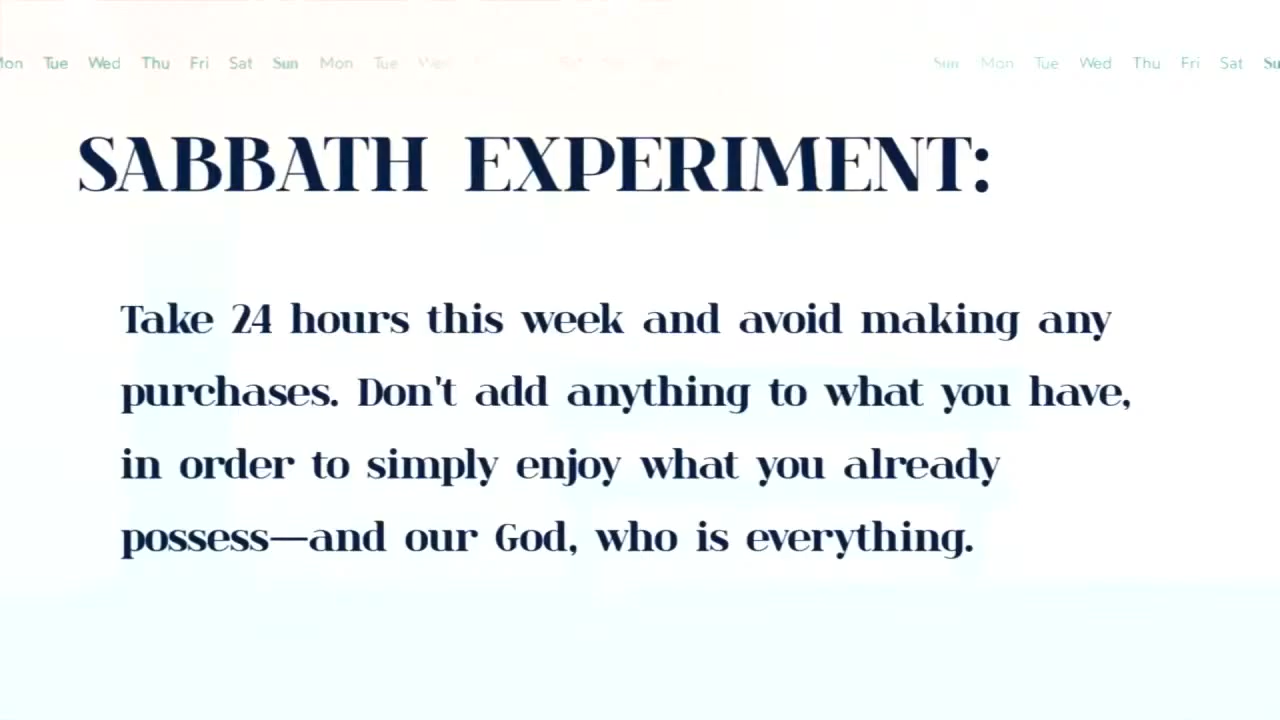 Mon Tue Wed Thu Fri Sat Sun Mon Tue Wed Sun Mon Tue Wed Thu Fri Sat Su
SABBATH EXPERIMENT:
Take 24 hours this week and avoid making any
purchases. Don't add anything to what you have,
in order to simply enjoy what you already
possess—and our God, who is everything.